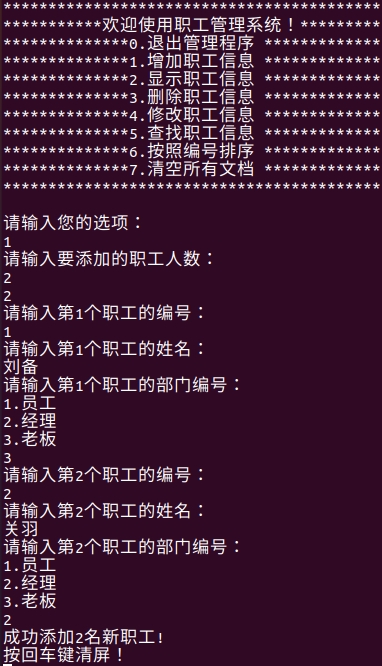 ******************************************
***********欢迎使用职工管理系统！*********
**************0.退出管理程序 *************
**************1.增加职工信息 *************
**************2.显示职工信息 *************
**************3.删除职工信息 *************
**************4.修改职工信息 *************
**************5.查找职工信息 *************
**************6.按照编号排序 *************
**************7.清空所有文档 *************
******************************************
请输入您的选项：
1
请输入要添加的职工人数：
2
2
请输入第1个职工的编号：
1
请输入第1个职工的姓名：
刘备
请输入第1个职工的部门编号：
1.员工
2.经理
3.老板
3
请输入第2个职工的编号：
2
请输入第2个职工的姓名：
关羽
请输入第2个职工的部门编号：
1.员工
2.经理
3.老板
2
成功添加2名新职工!
按回车键清屏！